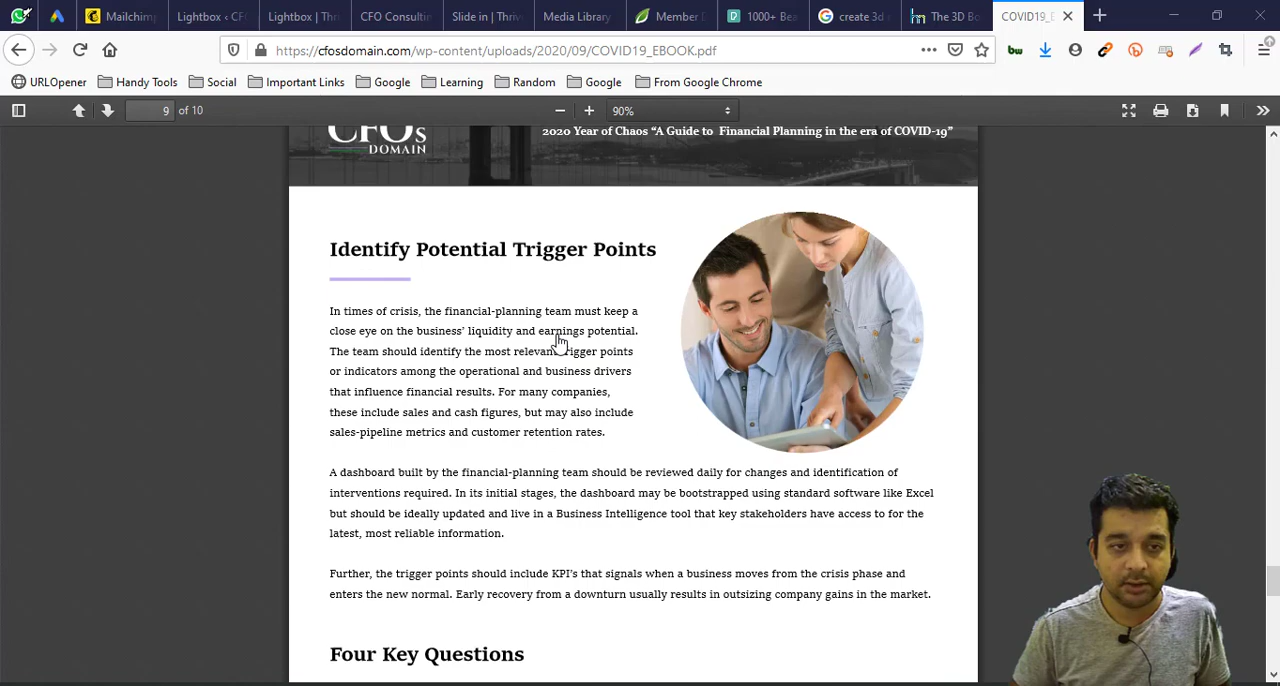 Mailchimp
Lightbox ‹ CFO
Lightbox | Thri
CFO Consultin
Slide in | Thriv
Media Library
Member D
1000+ Bea
create 3d
The 3D Bo
COVID19_E
https://cfosdomain.com/wp-content/uploads/2020/09/COVID19_EBOOK.pdf
URLOpener
Handy Tools
Social
Important Links
Google
Learning
Random
Google
From Google Chrome
9 of 10
90%
CFOs
DOMAIN
2020 Year of Chaos “A Guide to Financial Planning in the era of COVID-19”
Identify Potential Trigger Points
In times of crisis, the financial-planning team must keep a
close eye on the business’ liquidity and earnings potential.
The team should identify the most relevant trigger points
or indicators among the operational and business drivers
that influence financial results. For many companies,
these include sales and cash figures, but may also include
sales-pipeline metrics and customer retention rates.
A dashboard built by the financial-planning team should be reviewed daily for changes and identification of
interventions required. In its initial stages, the dashboard may be bootstrapped using standard software like Excel
but should be ideally updated and live in a Business Intelligence tool that key stakeholders have access to for the
latest, most reliable information.
Further, the trigger points should include KPI’s that signals when a business moves from the crisis phase and
enters the new normal. Early recovery from a downturn usually results in outsizing company gains in the market.
Four Key Questions